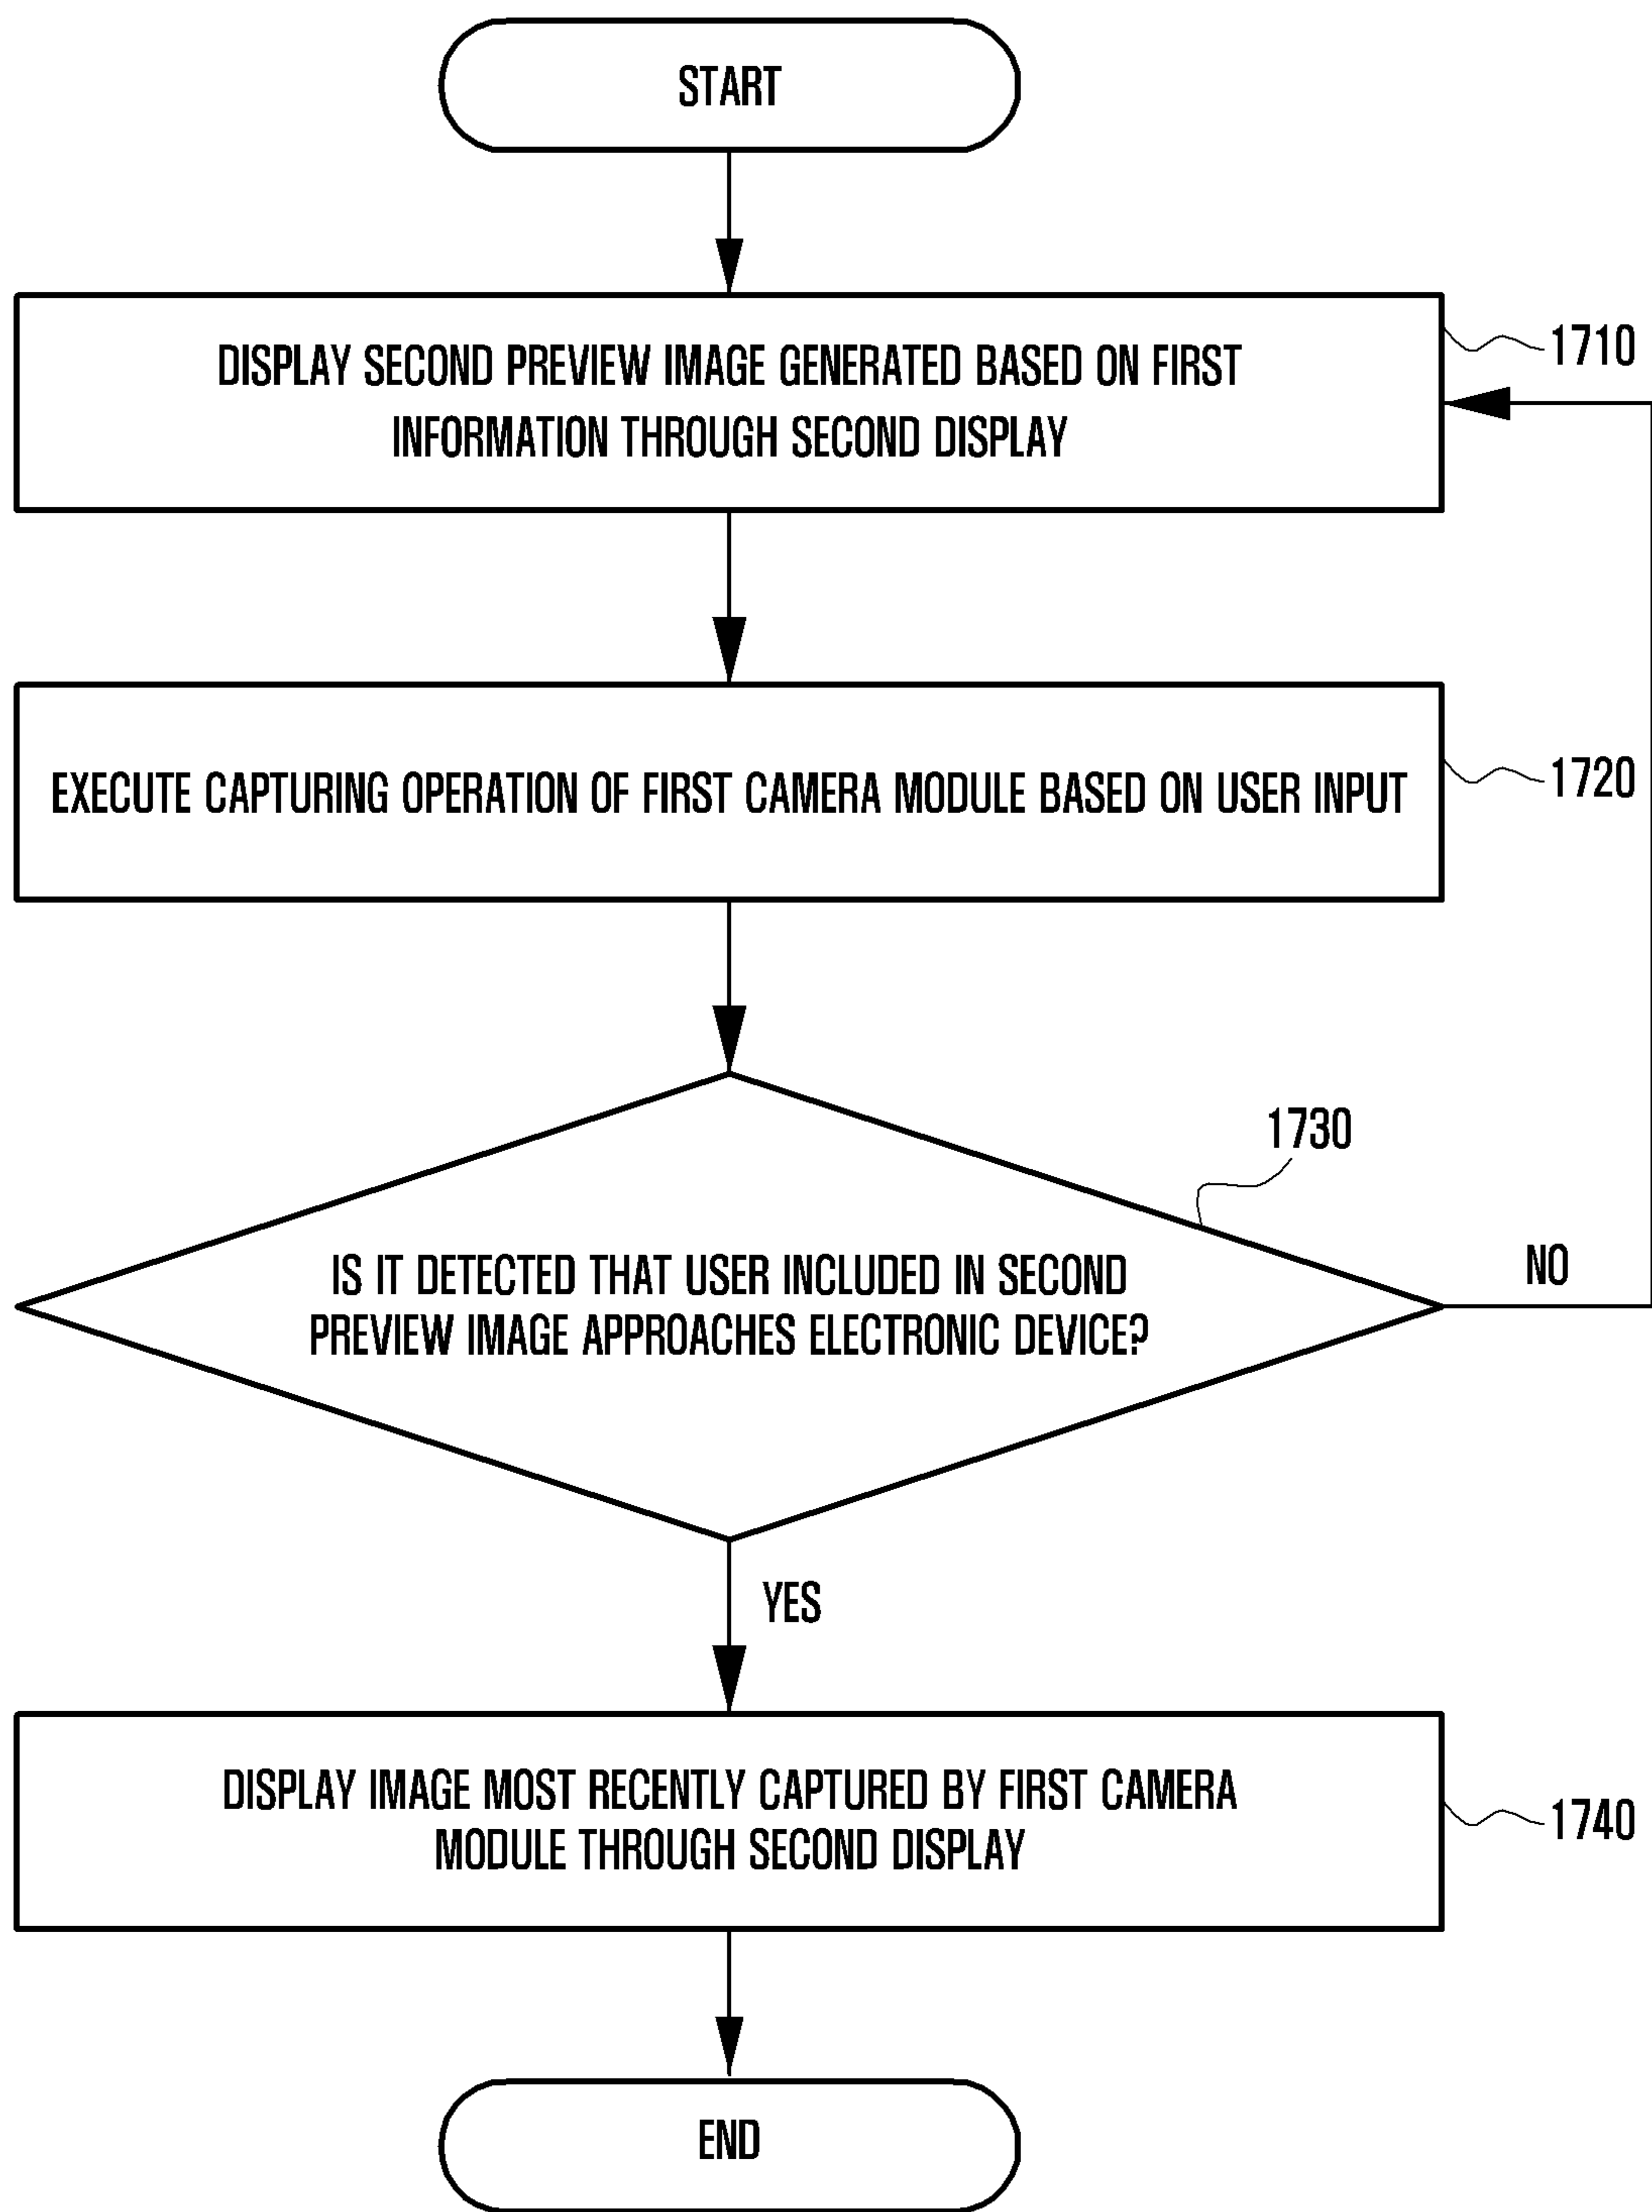 START
DISPLAY SECOND PREVIEW IMAGE GENERATED BASED ON FIRST
INFORMATION THROUGH SECOND DISPLAY
1710
EXECUTE CAPTURING OPERATION OF FIRST CAMERA MODULE BASED ON USER INPUT
1720
1730
IS IT DETECTED THAT USER INCLUDED IN SECOND
PREVIEW IMAGE APPROACHES ELECTRONIC DEVICE?
NO
YES
DISPLAY IMAGE MOST RECENTLY CAPTURED BY FIRST CAMERA
MODULE THROUGH SECOND DISPLAY
1740
END